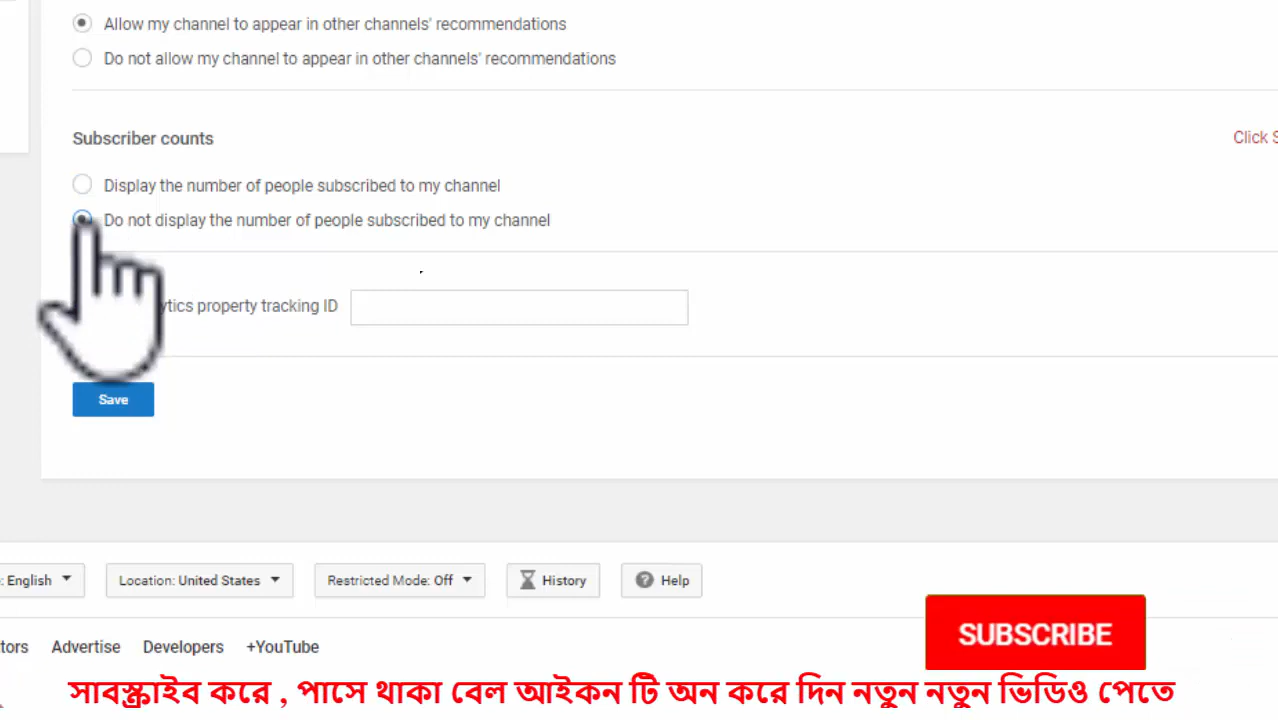 Allow my channel to appear in other channels' recommendations
Do not allow my channel to appear in other channels' recommendations
Subscriber counts
Click
Display the number of people subscribed to my channel
Do not display the number of people subscribed to my channel
property tracking ID
Save
: English
Location: United States
Restricted Mode: Off
History
Help
tors
Advertise
Developers
+YouTube
SUBSCRIBE
সাবস্ক্রাইব করে , পাসে থাকা বেল আইকন টি অন করে দিন নতুন নতুন ভিডিও পেতে